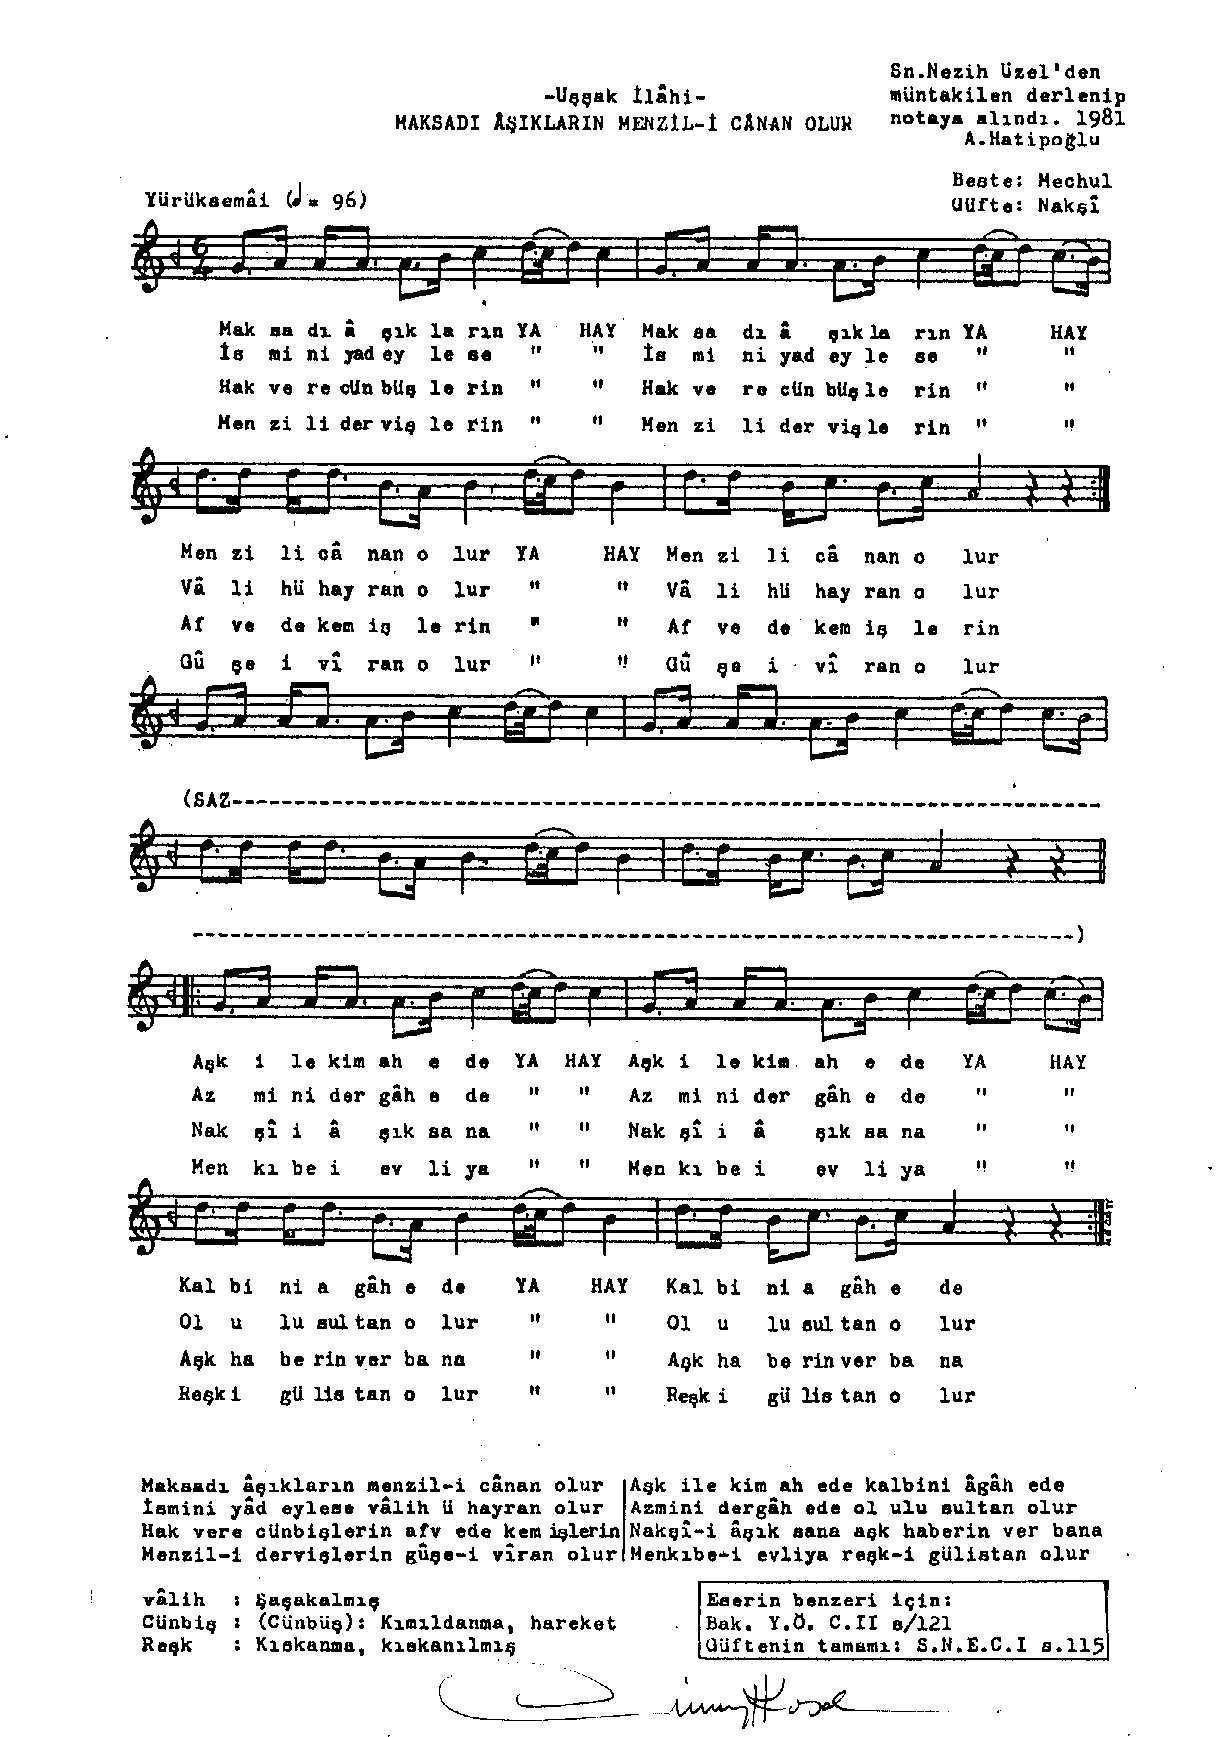 -Uşşak İlâhi-
MAKSADI ÂŞIKLARIN MENZİL-İ CÂNAN OLUR
Sn.Nezih Uzel'den
müntakilen derlenip
notaya alındı. 1981
A.Hatipoğlu
Beste: Mechul
Güfte: Nakşî
Yürüksemâi (♩= 96)
Mak sa dı â şık la rın YA HAY Mak sa dı â şık la rın YA HAY
İs mi ni yad ey le se " " İs mi ni yad ey le se " "
Hak ve re cün büş le rin " " Hak ve re cün büş le rin " "
Men zi li der viş le rin " " Men zi li der viş le rin " "
Men zi li câ nan o lur YA HAY Men zi li câ nan o lur
Vâ li hü hay ran o lur " " Vâ li hü hay ran o lur
Af ve de kem iş le rin " " Af ve de kem iş le rin
Gû şe i vî ran o lur " " Gû şe i vî ran o lur
(SAZ----------------------------------------
----------------------------------------)
Aşk i le kim ah e de YA HAY Aşk i le kim ah e de YA HAY
Az mi ni der gâh e de " " Az mi ni der gâh e de " "
Nak şî i â şık sa na " " Nak şî i â şık sa na " "
Men kı be i ev li ya " " Men kı be i ev li ya " "
Kal bi ni a gâh e de YA HAY Kal bi ni a gâh e de
Ol u lu sul tan o lur " " Ol u lu sul tan o lur
Aşk ha be rin ver ba na " " Aşk ha be rin ver ba na
Reşk i gü lis tan o lur " " Reşk i gü lis tan o lur
Maksadı âşıkların menzil-i cânan olur
İsmini yâd eylese vâlih ü hayran olur
Hak vere cünbişlerin afv ede kem işlerin
Menzil-i dervişlerin gûşe-i vîran olur
Aşk ile kim ah ede kalbini âgâh ede
Azmini dergâh ede ol ulu sultan olur
Nakşî-i âşık sana aşk haberin ver bana
Menkıbe-i evliya reşk-i gülistan olur
vâlih : Şaşakalmış
Cünbiş : (Cünbüş): Kımıldanma, hareket
Reşk : Kıskanma, kıskanılmış
Eserin benzeri için:
Bak. Y.Ö. C.II s/121
Güftenin tamamı: S.N.E.C.I s.115